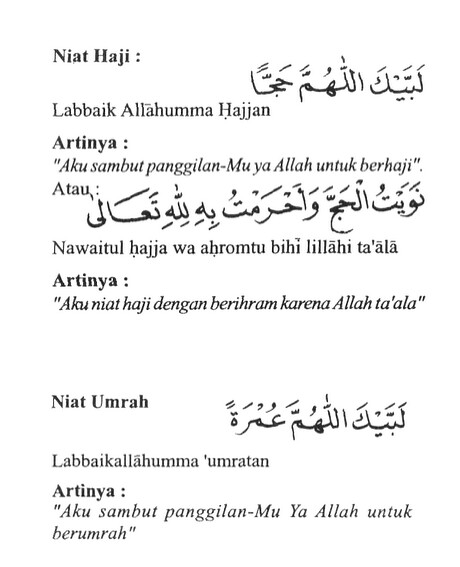 Niat Haji :
لَبَّيْكَ اللّٰهُمَّ حَجًّا
Labbaik Allāhumma Ḥajjan
Artinya :
"Aku sambut panggilan-Mu ya Allah untuk berhaji".
Atau :
نَوَيْتُ الْحَجَّ وَأَحْرَمْتُ بِهِ لِلّٰهِ تَعَالَى
Nawaitul ḥajja wa aḥromtu bihī lillāhi ta'ālā
Artinya :
"Aku niat haji dengan berihram karena Allah ta'ala"
Niat Umrah
لَبَّيْكَ اللّٰهُمَّ عُمْرَةً
Labbaikallāhumma 'umratan
Artinya :
"Aku sambut panggilan-Mu Ya Allah untuk
berumrah"